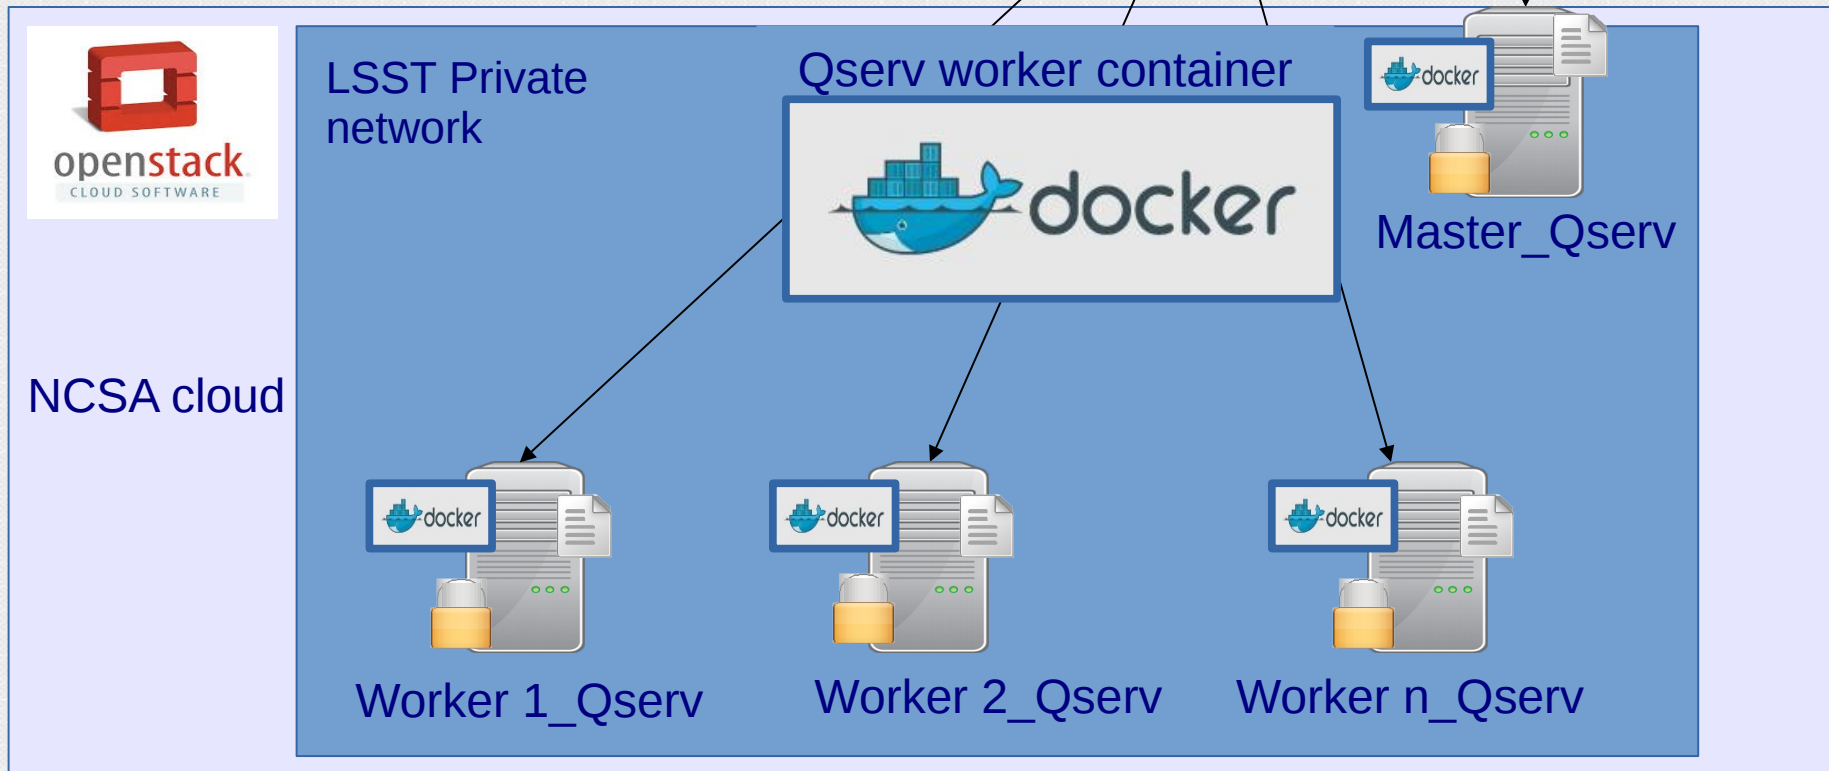 openstack
CLOUD SOFTWARE
LSST Private
network
Qserv worker container
docker
docker
Master_Qserv
NCSA cloud
docker
docker
docker
Worker 1_Qserv
Worker 2_Qserv
Worker n_Qserv